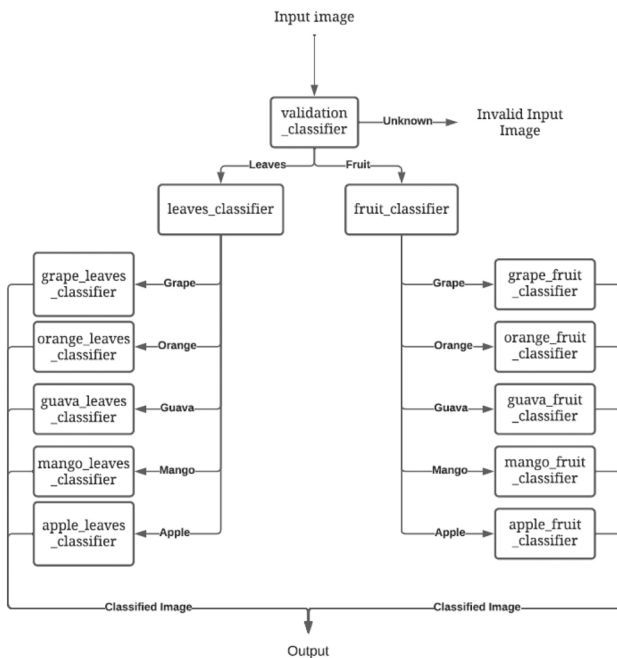 Input image
validation
_classifier
Unknown
Invalid Input
Image
Leaves
Fruit
leaves_classifier
fruit_classifier
grape_leaves
_classifier
Grape
Grape
grape_fruit
_classifier
orange_leaves
_classifier
Orange
Orange
orange_fruit
_classifier
guava_leaves
_classifier
Guava
Guava
guava_fruit
_classifier
mango_leaves
_classifier
Mango
Mango
mango_fruit
_classifier
apple_leaves
_classifier
Apple
Apple
apple_fruit
_classifier
Classified Image
Classified Image
Output